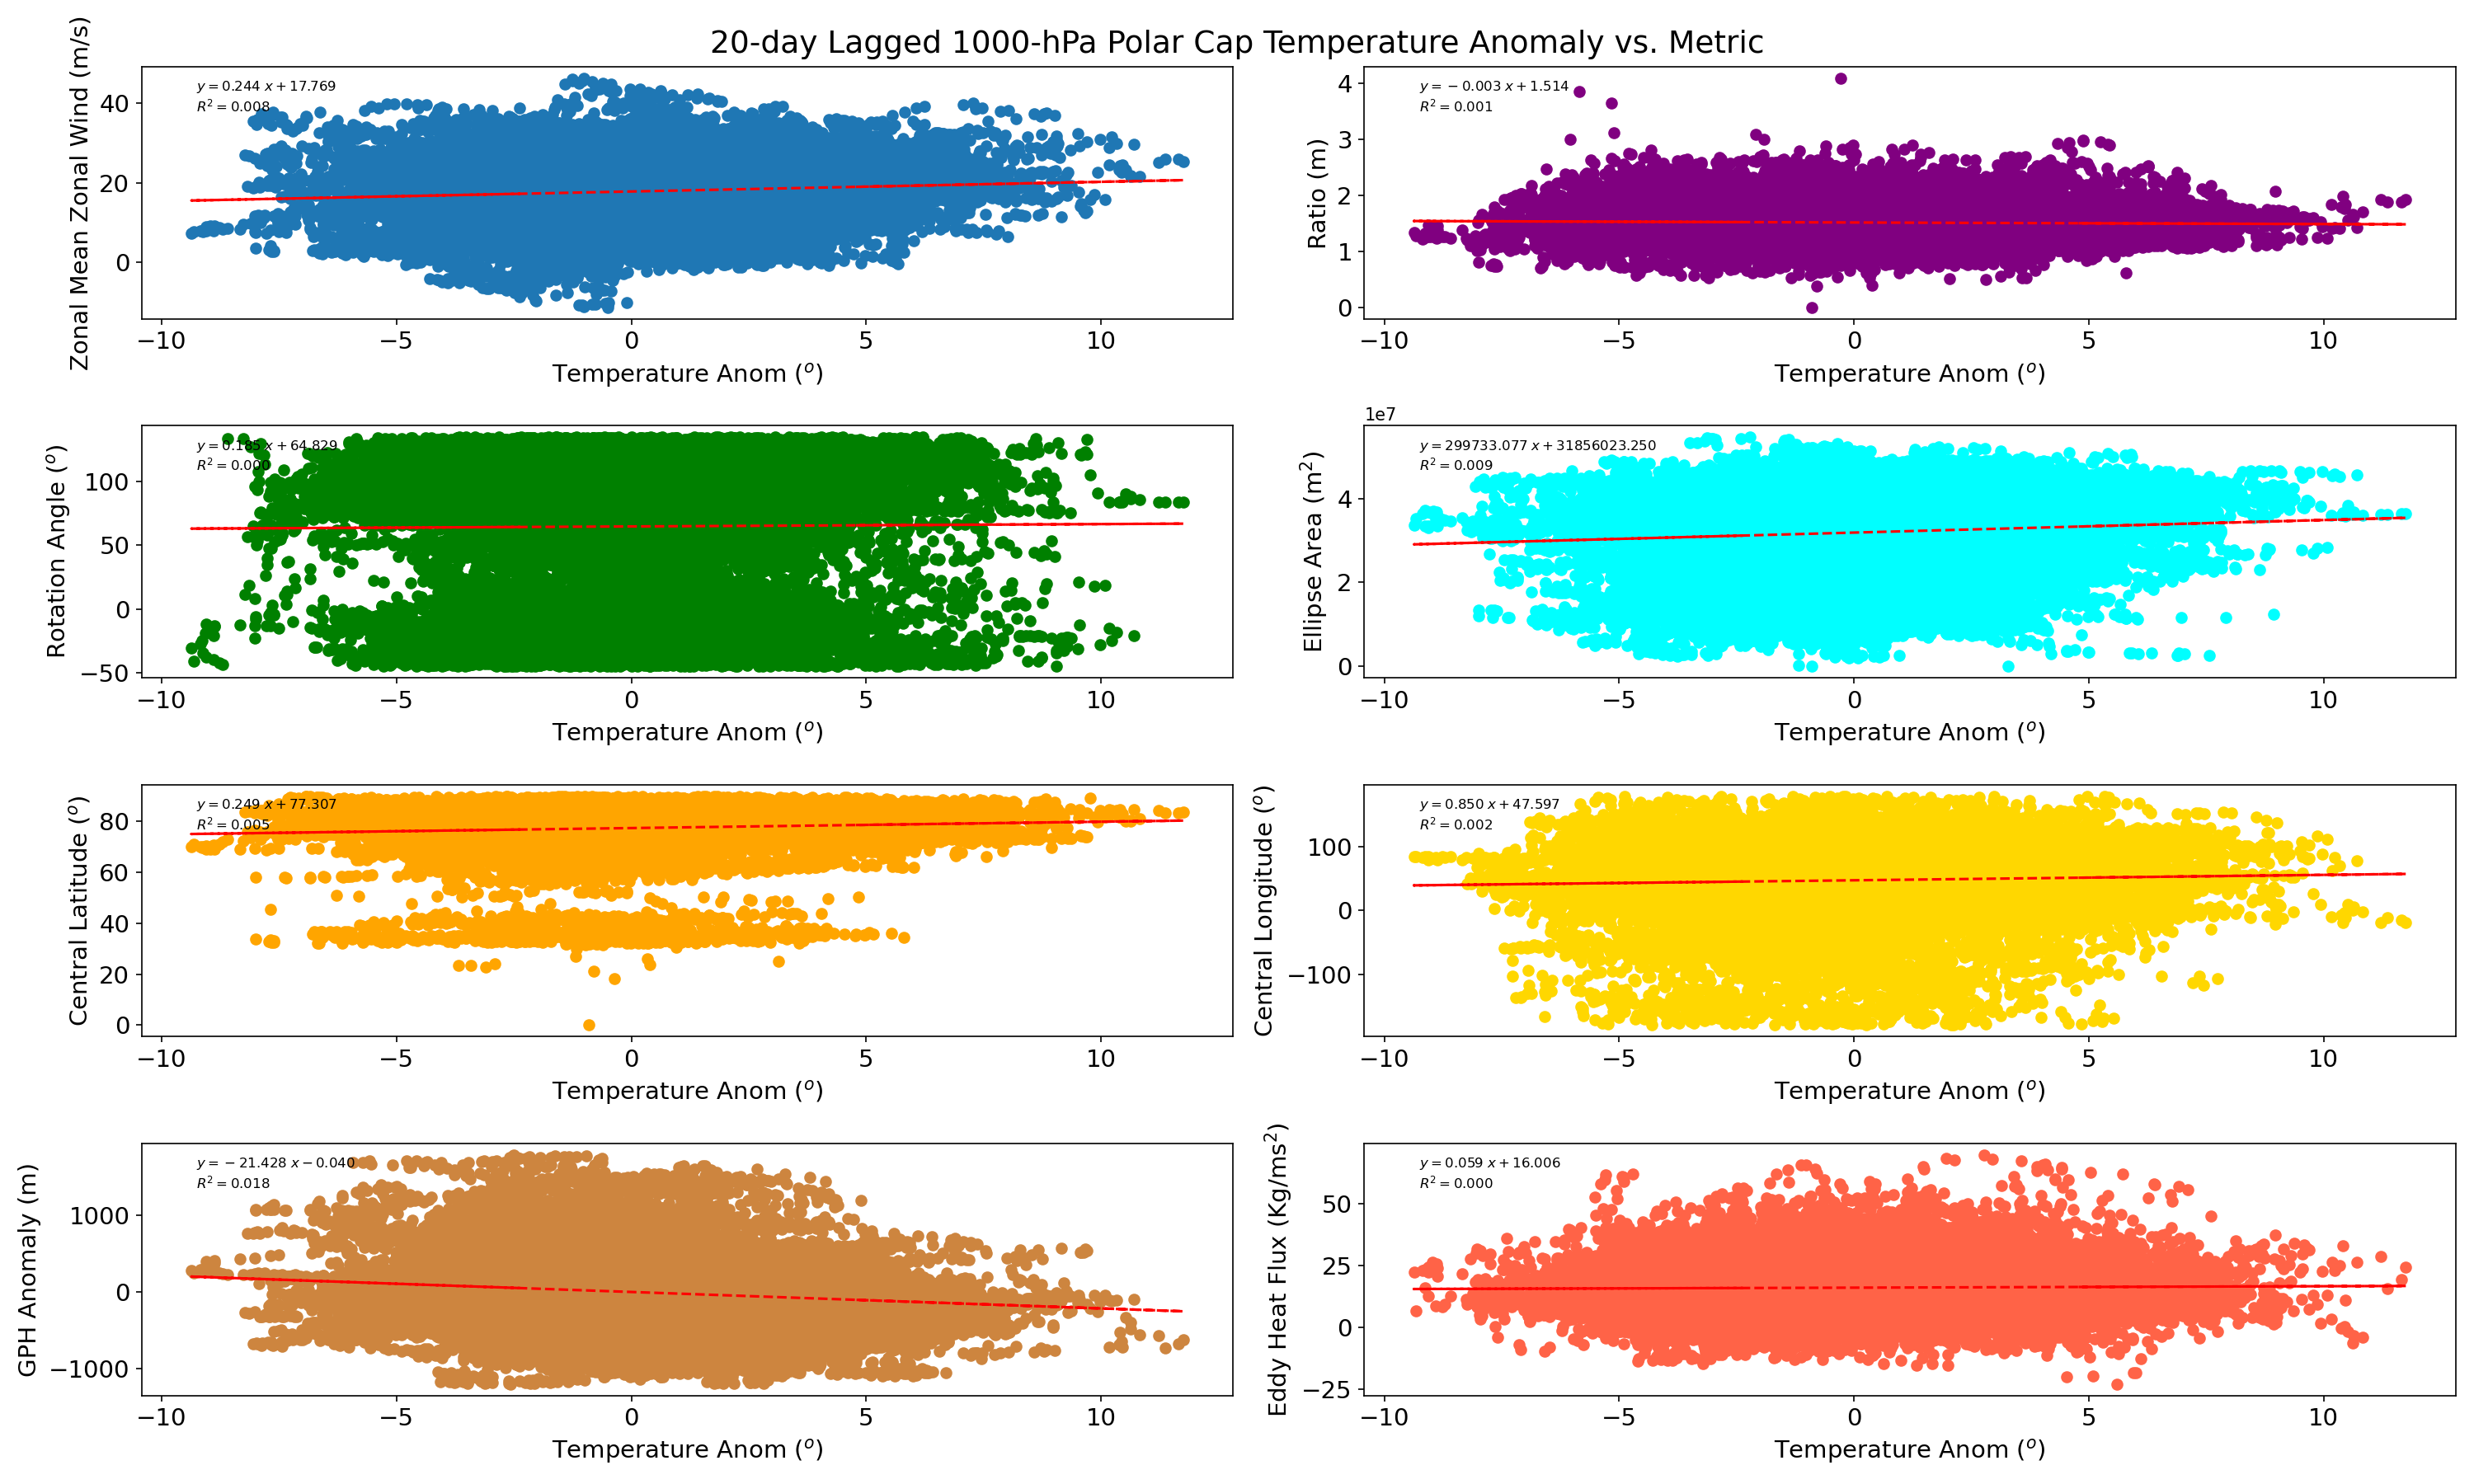 20-day Lagged 1000-hPa Polar Cap Temperature Anomaly vs. Metric
Zonal Mean Zonal Wind (m/s)
40
20
0
y = 0.244 x + 17.769
R² = 0.008
−10 −5 0 5 10
Temperature Anom (°)
Ratio (m)
4
3
2
1
0
y = −0.003 x + 1.514
R² = 0.001
−10 −5 0 5 10
Temperature Anom (°)
Rotation Angle (°)
100
50
0
−50
y = 0.185 x + 64.829
R² = 0.000
−10 −5 0 5 10
Temperature Anom (°)
Ellipse Area (m²)
1e7
4
2
0
y = 299733.077 x + 31856023.250
R² = 0.009
−10 −5 0 5 10
Temperature Anom (°)
Central Latitude (°)
80
60
40
20
0
y = 0.249 x + 77.307
R² = 0.005
−10 −5 0 5 10
Temperature Anom (°)
Central Longitude (°)
100
0
−100
y = 0.850 x + 47.597
R² = 0.002
−10 −5 0 5 10
Temperature Anom (°)
GPH Anomaly (m)
1000
0
−1000
y = −21.428 x − 0.040
R² = 0.018
−10 −5 0 5 10
Temperature Anom (°)
Eddy Heat Flux (Kg/ms²)
50
25
0
−25
y = 0.059 x + 16.006
R² = 0.000
−10 −5 0 5 10
Temperature Anom (°)